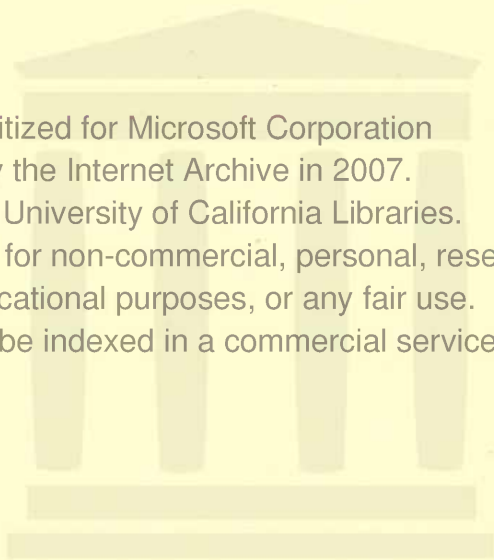 itized for Microsoft Corporation
the Internet Archive in 2007.
University of California Libraries.
for non-commercial, personal, rese
cational purposes, or any fair use.
be indexed in a commercial service